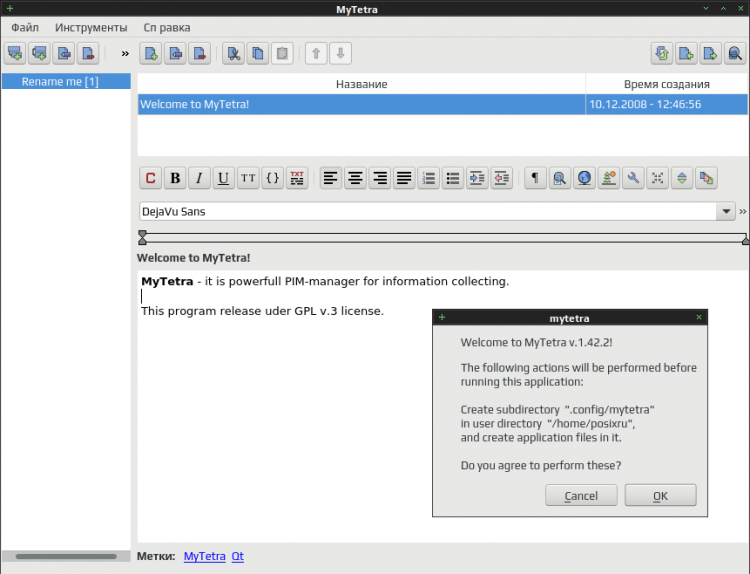 MyTetra
Файл Инструменты Сп равка
»
Rename me [1]
Название Время создания
Welcome to MyTetra! 10.12.2008 - 12:46:56
C B I U TT {} TXT ¶
DejaVu Sans »
Welcome to MyTetra!
MyTetra - it is powerfull PIM-manager for information collecting.
This program release uder GPL v.3 license.
mytetra
Welcome to MyTetra v.1.42.2!
The following actions will be performed before
running this application:
Create subdirectory ".config/mytetra"
in user directory "/home/posixru",
and create application files in it.
Do you agree to perform these?
Cancel OK
Метки: MyTetra Qt